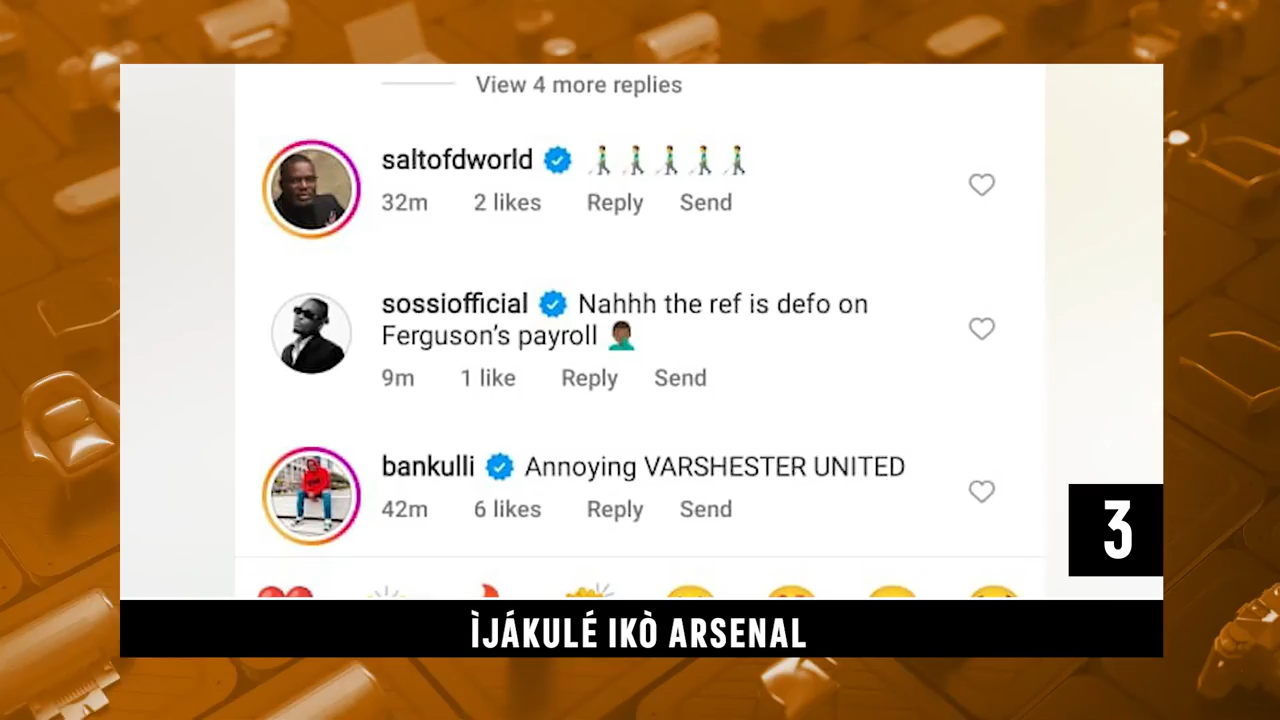 View 4 more replies
saltofdworld 👨‍🦯👨‍🦯👨‍🦯👨‍🦯👨‍🦯
32m 2 likes Reply Send
sossiofficial Nahhh the ref is defo on
Ferguson's payroll 🤦🏾‍♂️
9m 1 like Reply Send
bankulli Annoying VARSHESTER UNITED
42m 6 likes Reply Send
3
ÌJÁKULÉ IKÒ ARSENAL